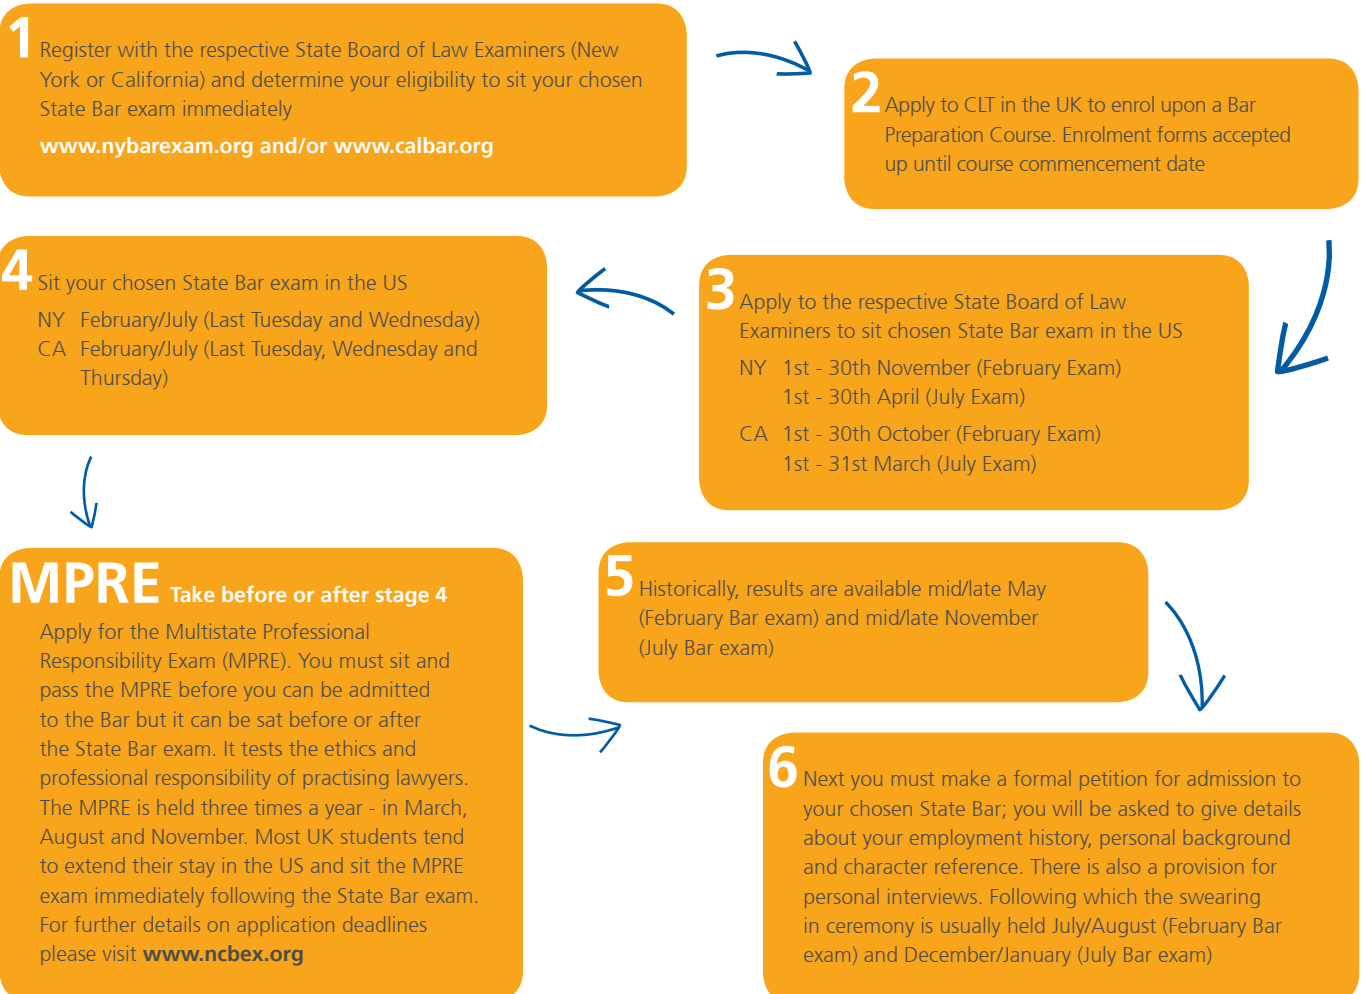 1 Register with the respective State Board of Law Examiners (New
York or California) and determine your eligibility to sit your chosen
State Bar exam immediately
www.nybarexam.org and/or www.calbar.org
2 Apply to CLT in the UK to enrol upon a Bar
Preparation Course. Enrolment forms accepted
up until course commencement date
3 Apply to the respective State Board of Law
Examiners to sit chosen State Bar exam in the US
NY 1st - 30th November (February Exam)
1st - 30th April (July Exam)
CA 1st - 30th October (February Exam)
1st - 31st March (July Exam)
4 Sit your chosen State Bar exam in the US
NY February/July (Last Tuesday and Wednesday)
CA February/July (Last Tuesday, Wednesday and
Thursday)
MPRE Take before or after stage 4
Apply for the Multistate Professional
Responsibility Exam (MPRE). You must sit and
pass the MPRE before you can be admitted
to the Bar but it can be sat before or after
the State Bar exam. It tests the ethics and
professional responsibility of practising lawyers.
The MPRE is held three times a year - in March,
August and November. Most UK students tend
to extend their stay in the US and sit the MPRE
exam immediately following the State Bar exam.
For further details on application deadlines
please visit www.ncbex.org
5 Historically, results are available mid/late May
(February Bar exam) and mid/late November
(July Bar exam)
6 Next you must make a formal petition for admission to
your chosen State Bar; you will be asked to give details
about your employment history, personal background
and character reference. There is also a provision for
personal interviews. Following which the swearing
in ceremony is usually held July/August (February Bar
exam) and December/January (July Bar exam)